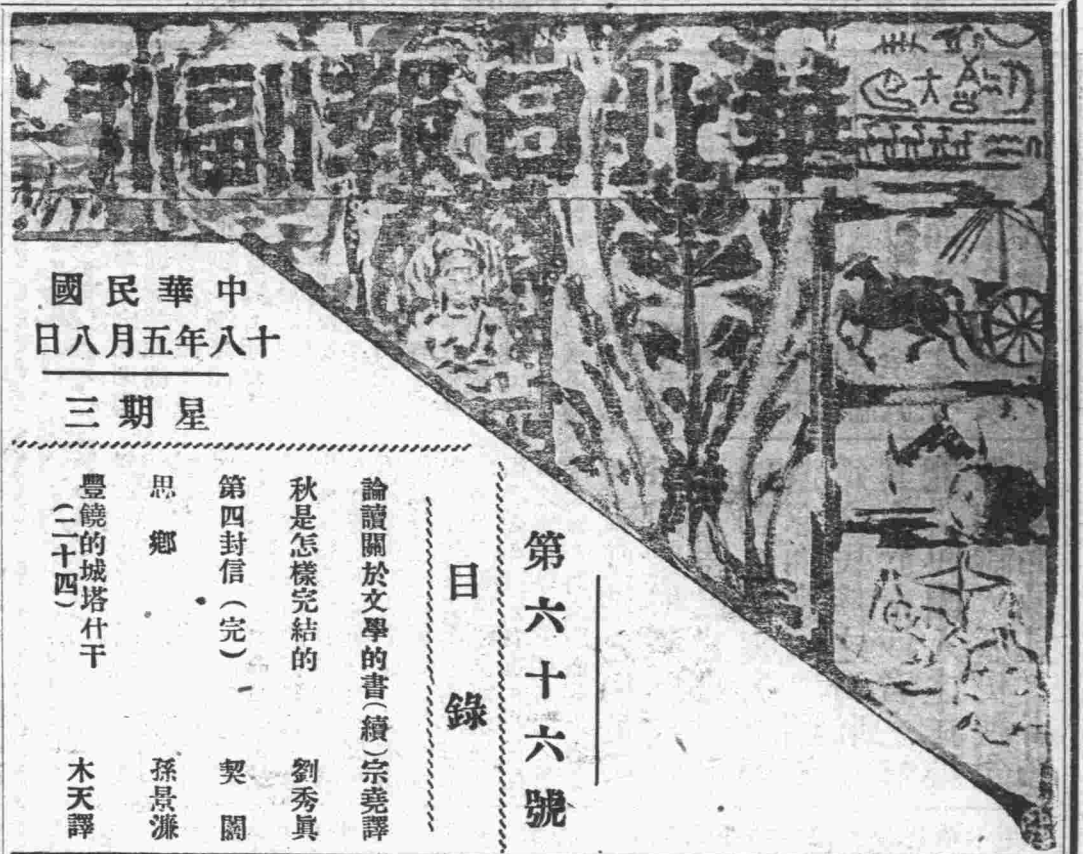 華北日報副刊
中華民國
十八年五月八日
星期三
第六十六號
目錄
論讀關於文學的書(續)宗堯譯
秋是怎樣完結的 劉秀眞
第四封信(完) 契閣
思鄉 孫景濂
豐饒的城塔什干 木天譯
(二十四)